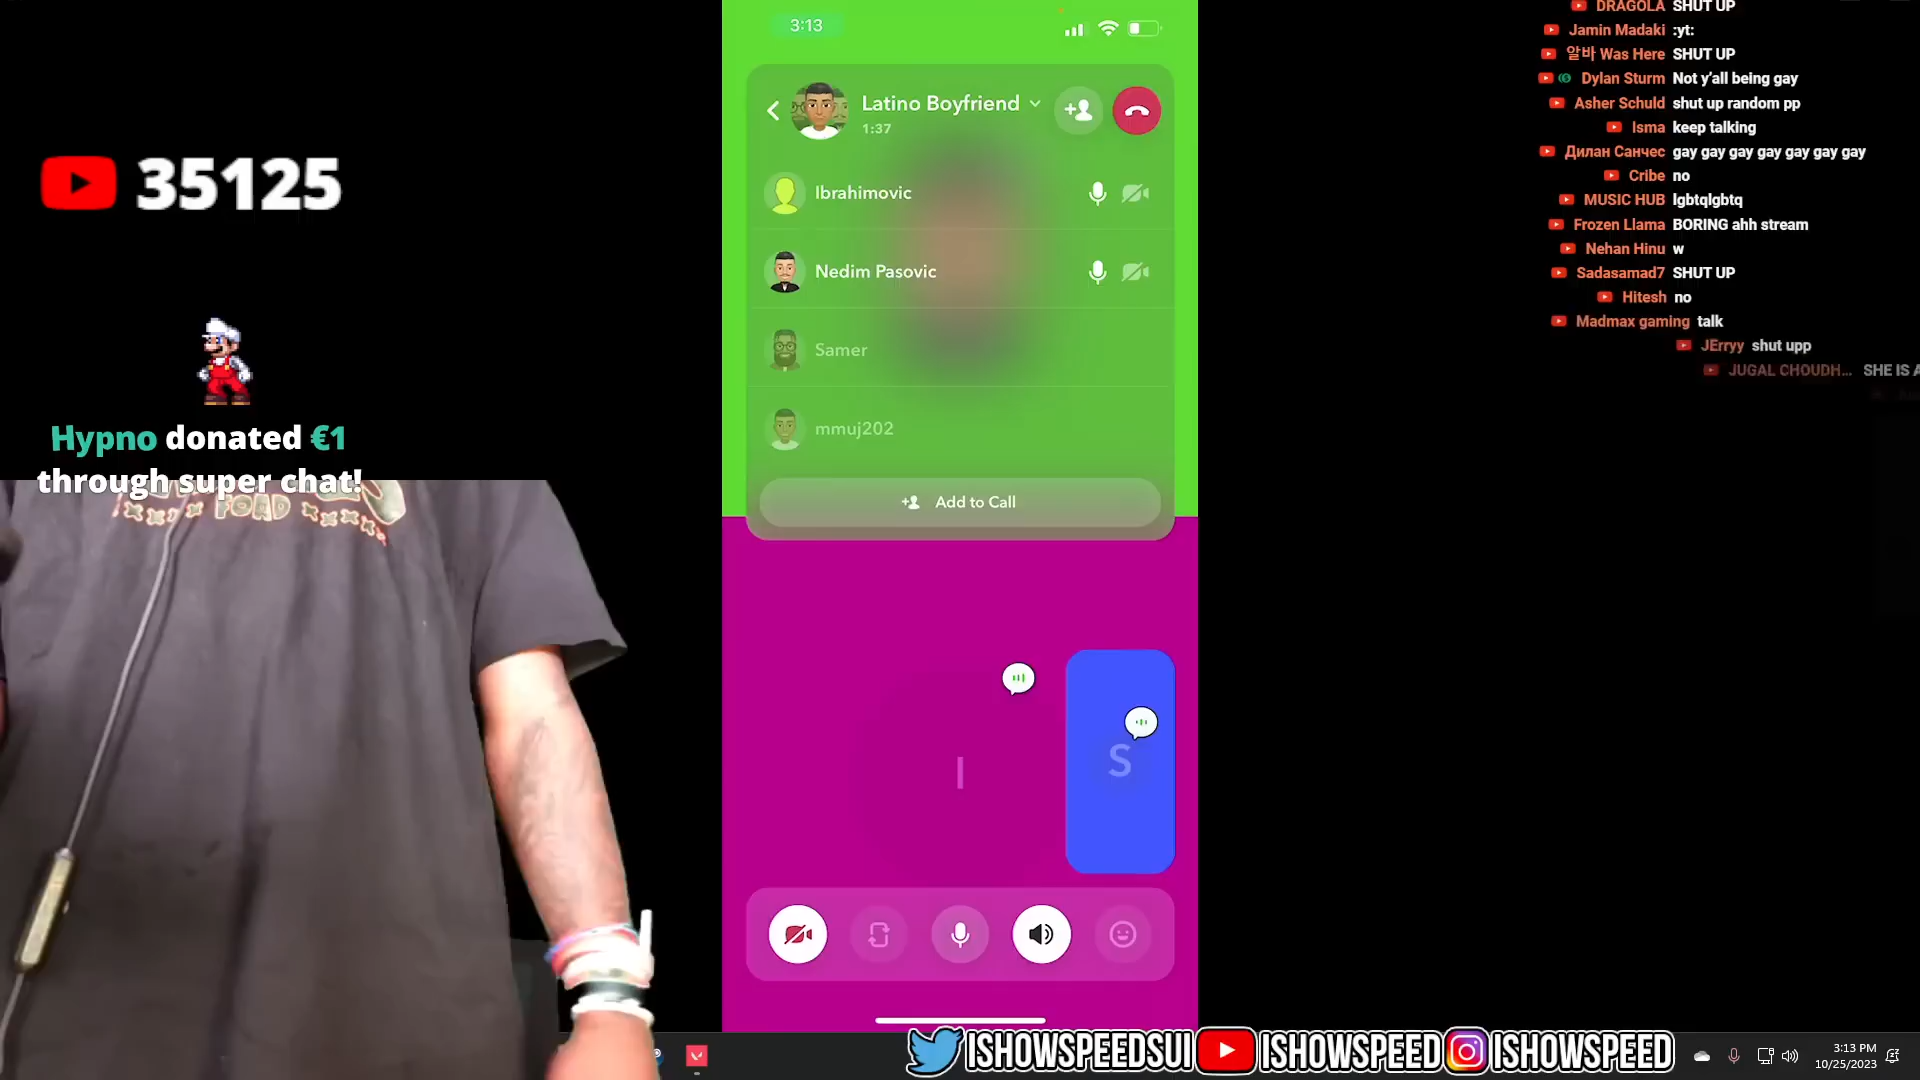 35125
Hypno donated €1
through super chat!
FORD
3:13
Latino Boyfriend
1:37
Ibrahimovic
Nedim Pasovic
Samer
mmuj202
Add to Call
I
S
DRAGOLA SHUT UP
Jamin Madaki :yt:
알바 Was Here SHUT UP
Dylan Sturm Not y'all being gay
Asher Schuld shut up random pp
Isma keep talking
Дилан Санчес gay gay gay gay gay gay gay
Cribe no
MUSIC HUB lgbtqlgbtq
Frozen Llama BORING ahh stream
Nehan Hinu w
Sadasamad7 SHUT UP
Hitesh no
Madmax gaming talk
JErryy shut upp
JUGAL CHOUDH... SHE IS A
ISHOWSPEEDSUI ISHOWSPEED ISHOWSPEED
3:13 PM
10/25/2023